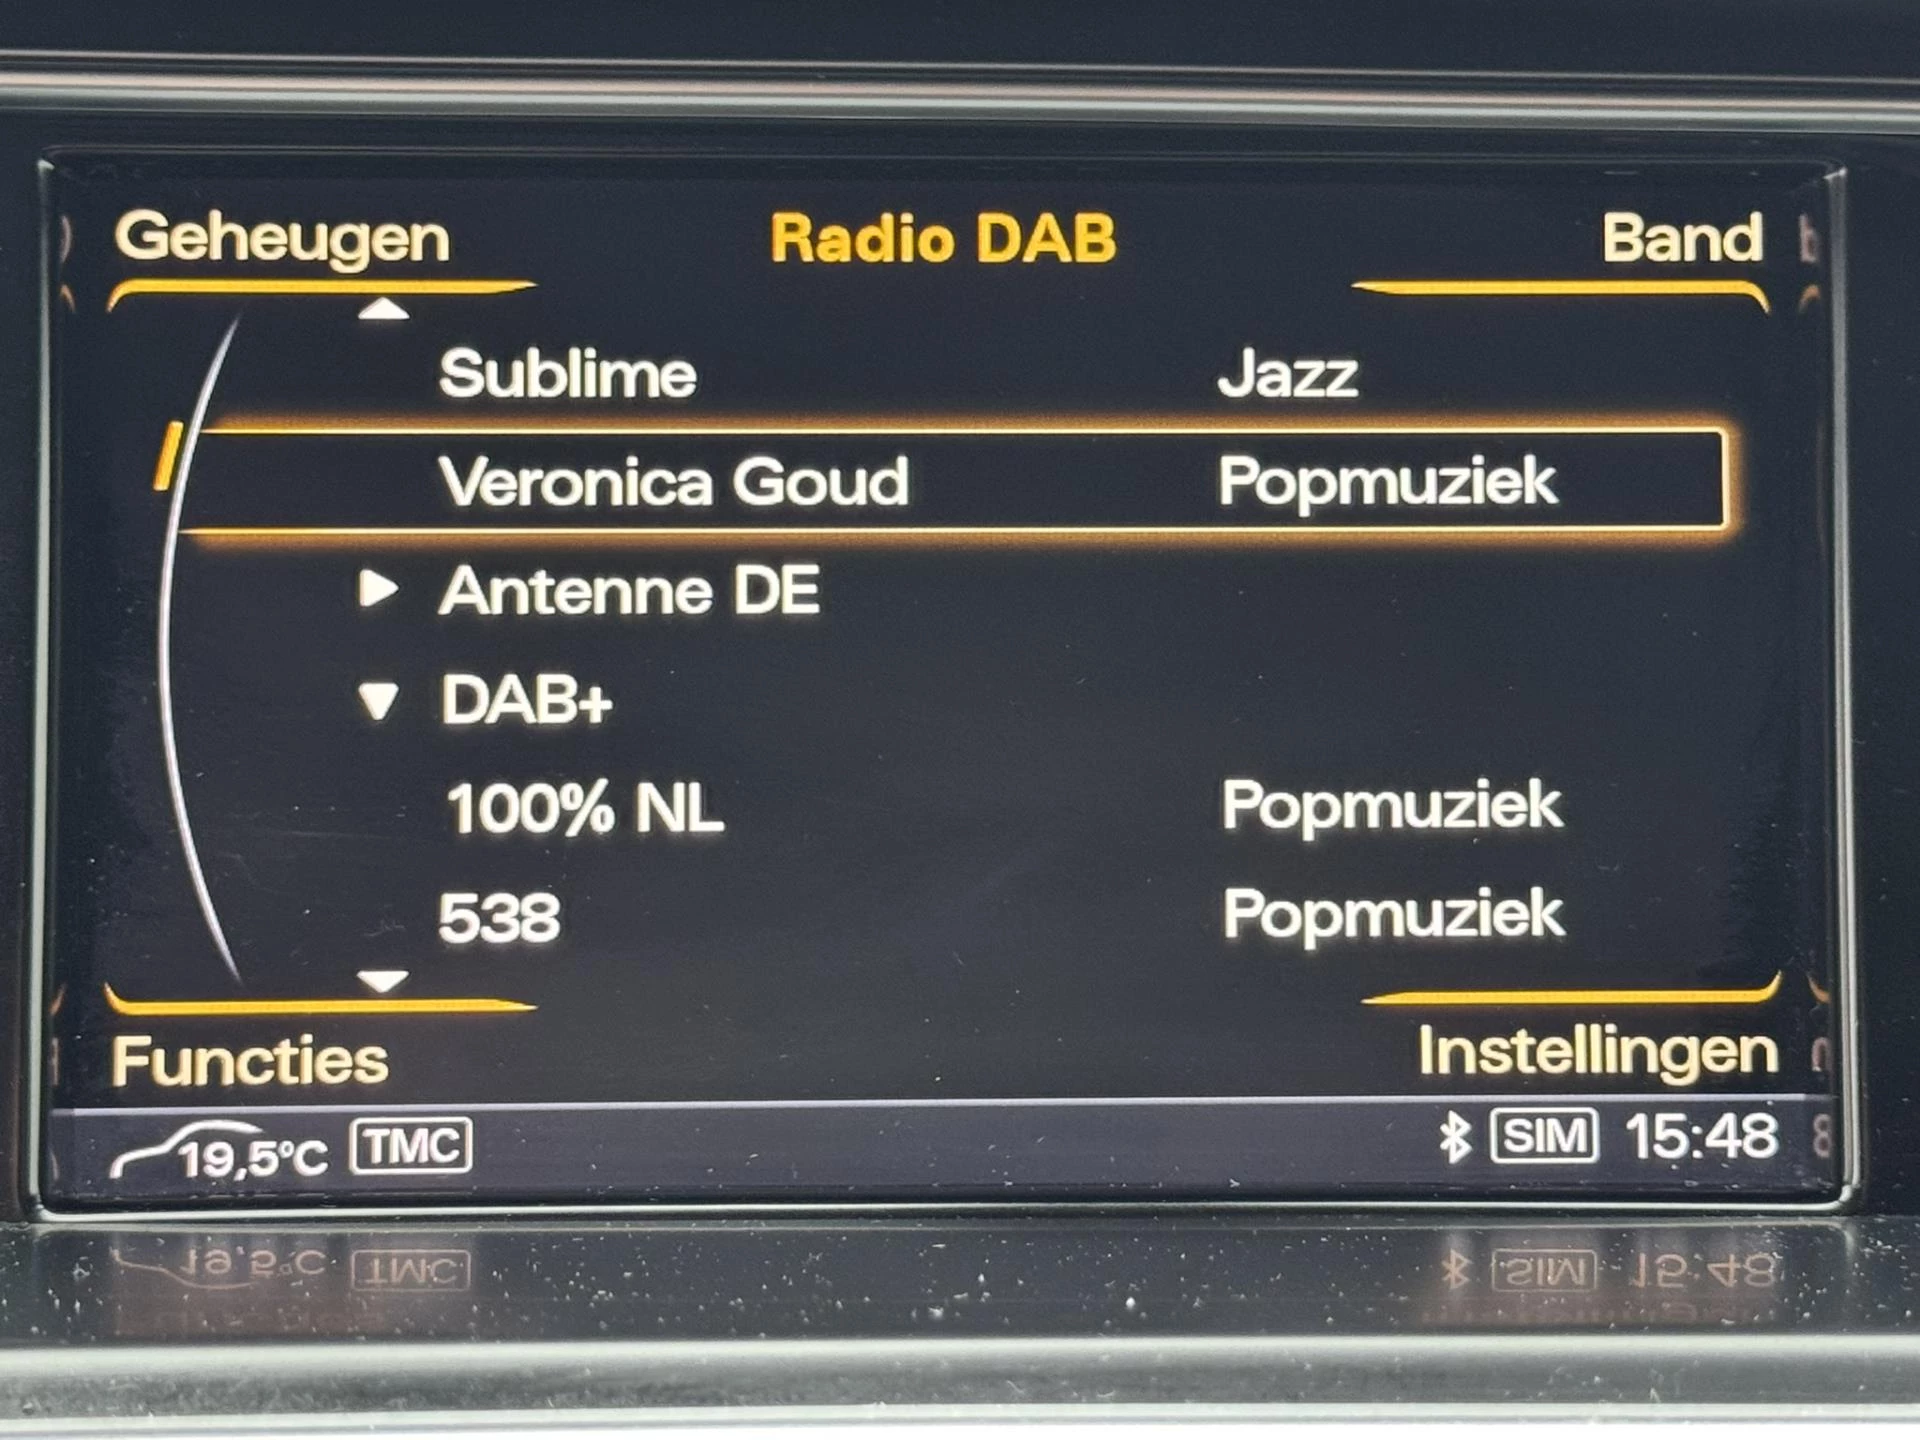 Geheugen Radio DAB Band
Sublime Jazz
Veronica Goud Popmuziek
Antenne DE
DAB+
100% NL Popmuziek
538 Popmuziek
Functies Instellingen
19,5°C TMC SIM 15:48